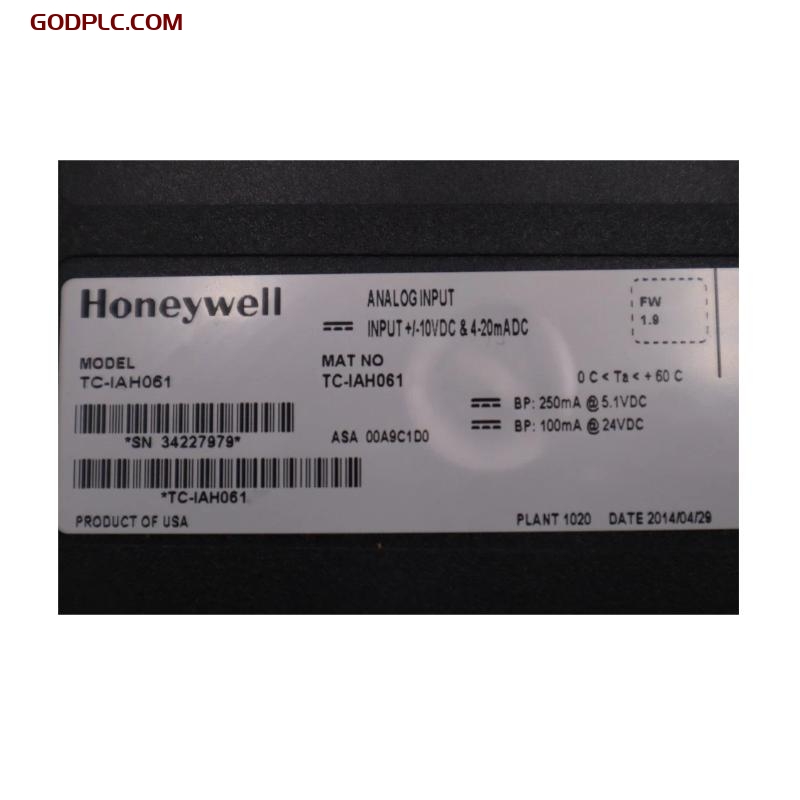 GODPLC.COM
Honeywell
ANALOG INPUT
INPUT +/-10VDC & 4-20mADC
FW
1.9
MODEL
TC-IAH061
MAT NO
TC-IAH061
0 C < Ta < + 60 C
BP: 250mA @ 5.1VDC
BP: 100mA @ 24VDC
*SN 34227979*
ASA 00A9C1D0
*TC-IAH061
PRODUCT OF USA
PLANT 1020 DATE 2014/04/29